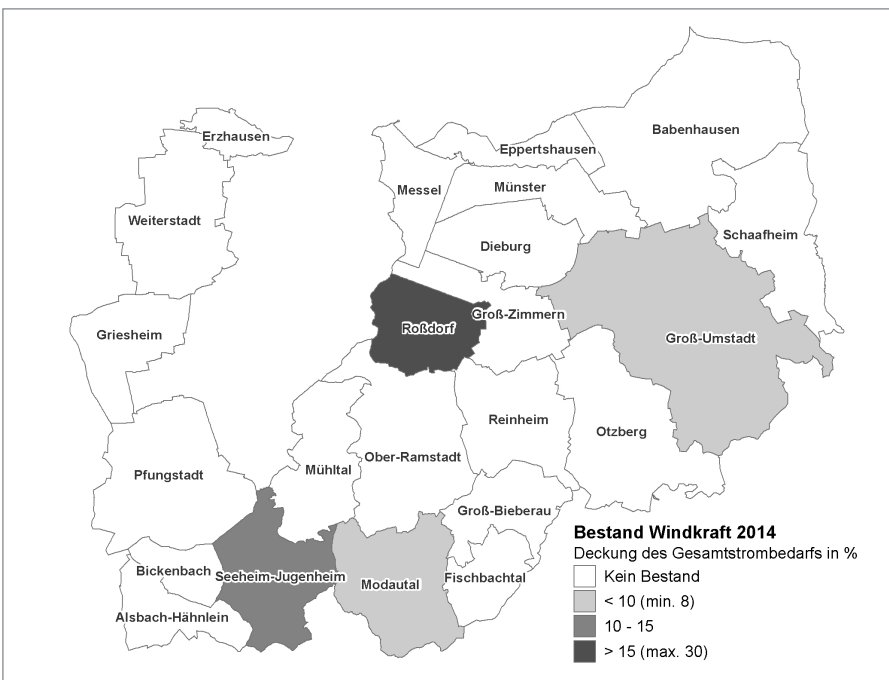 Erzhausen
Babenhausen
Eppertshausen
Messel
Münster
Weiterstadt
Schaafheim
Dieburg
Groß-Zimmern
Roßdorf
Griesheim
Groß-Umstadt
Reinheim
Otzberg
Ober-Ramstadt
Mühltal
Pfungstadt
Groß-Bieberau
Bickenbach
Seeheim-Jugenheim
Modautal
Fischbachtal
Alsbach-Hähnlein
Bestand Windkraft 2014
Deckung des Gesamtstrombedarfs in %
Kein Bestand
< 10 (min. 8)
10 - 15
> 15 (max. 30)